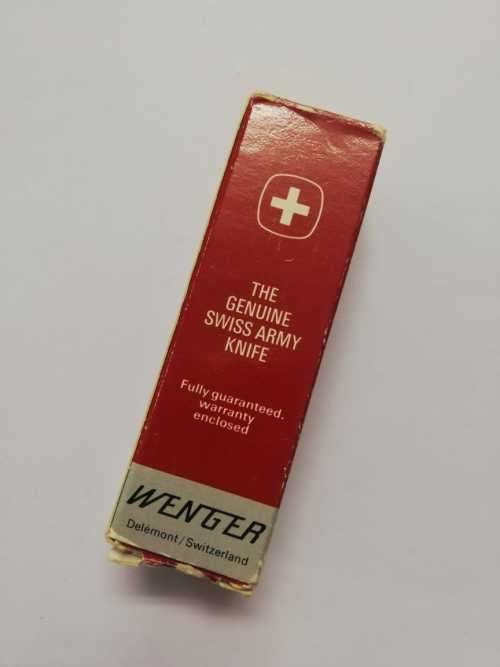 THE
GENUINE
SWISS ARMY
KNIFE
Fully guaranteed.
warranty
enclosed
WENGER
Delémont/Switzerland